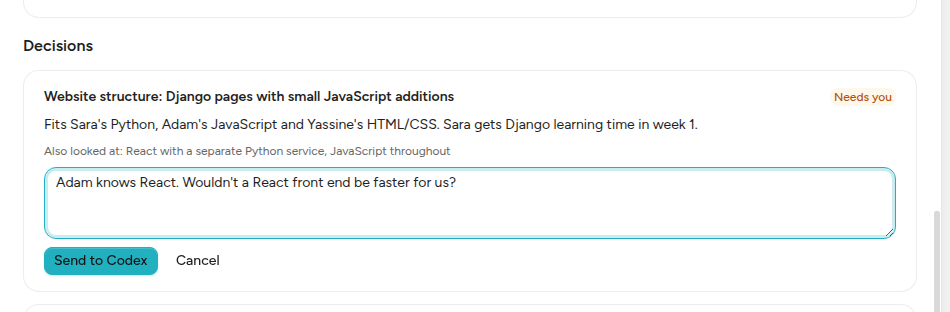 Decisions
Website structure: Django pages with small JavaScript additions
Needs you
Fits Sara's Python, Adam's JavaScript and Yassine's HTML/CSS. Sara gets Django learning time in week 1.
Also looked at: React with a separate Python service, JavaScript throughout
Adam knows React. Wouldn't a React front end be faster for us?
Send to Codex
Cancel